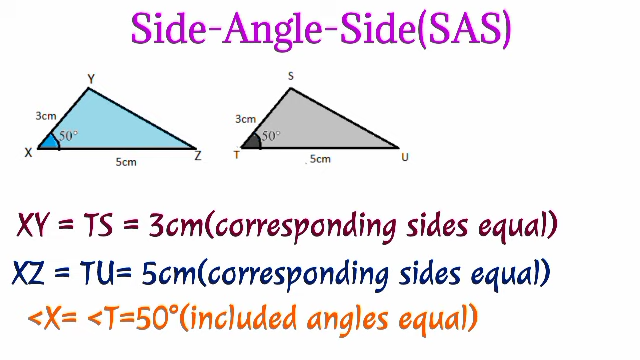 Side-Angle-Side(SAS)
Y
3cm
50°
X
5cm
Z
S
3cm
50°
T
5cm
U
XY = TS = 3cm(corresponding sides equal)
XZ = TU= 5cm(corresponding sides equal)
<X= <T=50°(included angles equal)